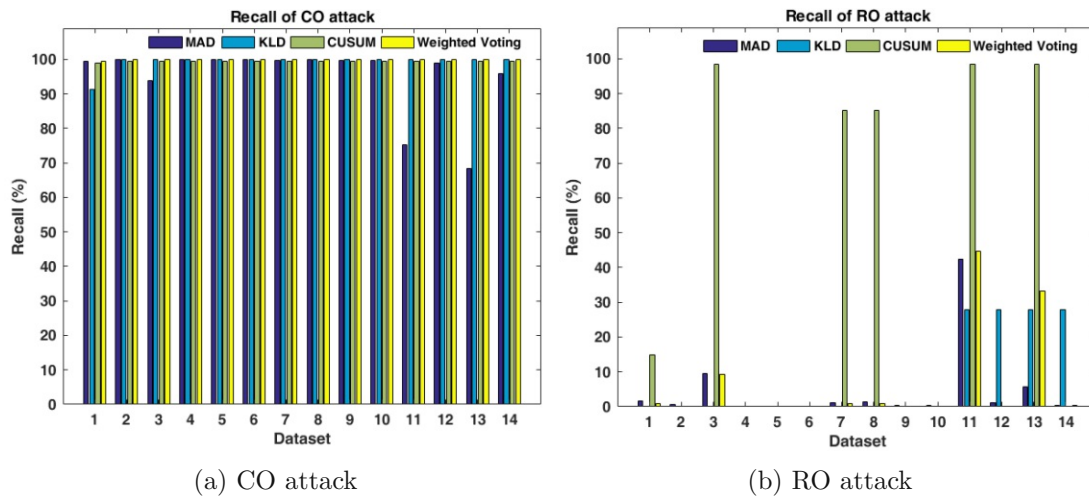 Recall of CO attack
MAD KLD CUSUM Weighted Voting
100
90
80
70
60
50
40
30
20
10
0
Recall (%)
1 2 3 4 5 6 7 8 9 10 11 12 13 14
Dataset
(a) CO attack
Recall of RO attack
MAD KLD CUSUM Weighted Voting
100
90
80
70
60
50
40
30
20
10
0
Recall (%)
1 2 3 4 5 6 7 8 9 10 11 12 13 14
Dataset
(b) RO attack